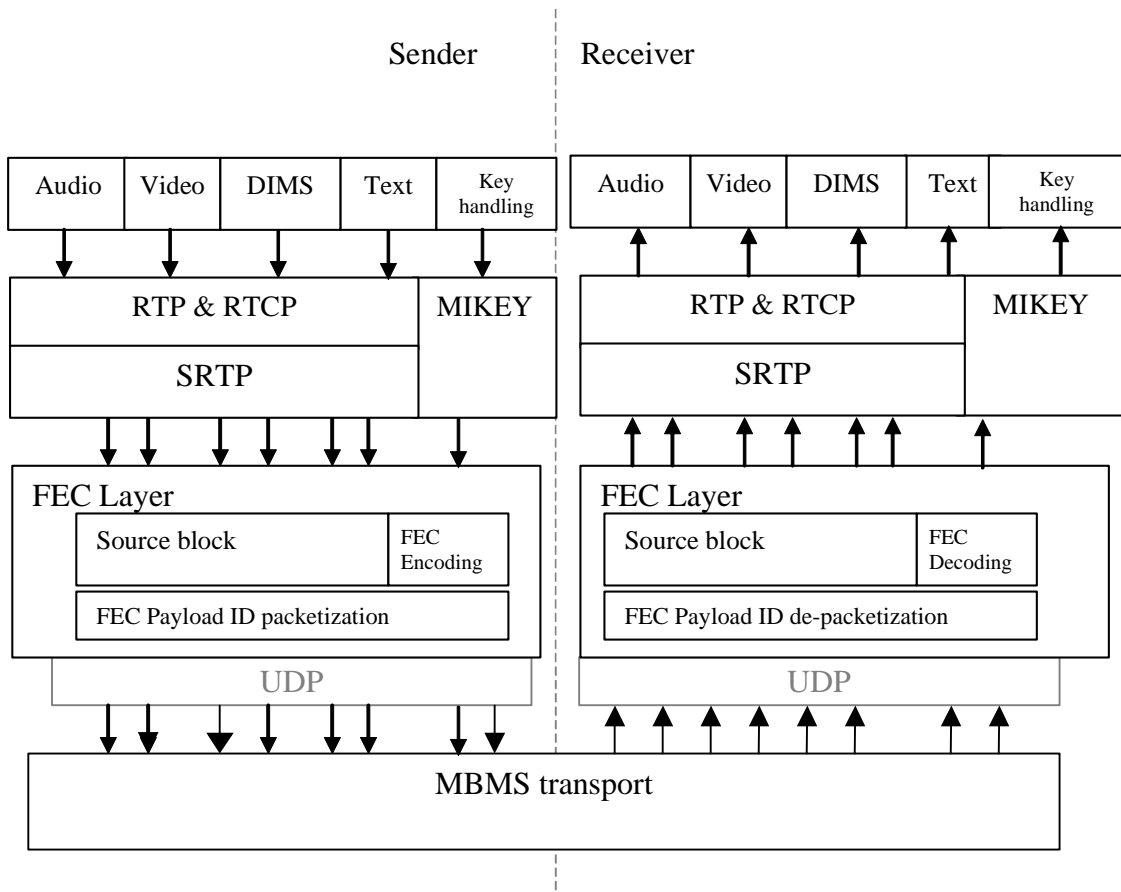 Sender Receiver
Audio Video DIMS Text Key handling Audio Video DIMS Text Key handling
RTP & RTCP MIKEY RTP & RTCP MIKEY
SRTP SRTP
FEC Layer FEC Layer
Source block FEC Encoding Source block FEC Decoding
FEC Payload ID packetization FEC Payload ID de-packetization
UDP UDP
MBMS transport